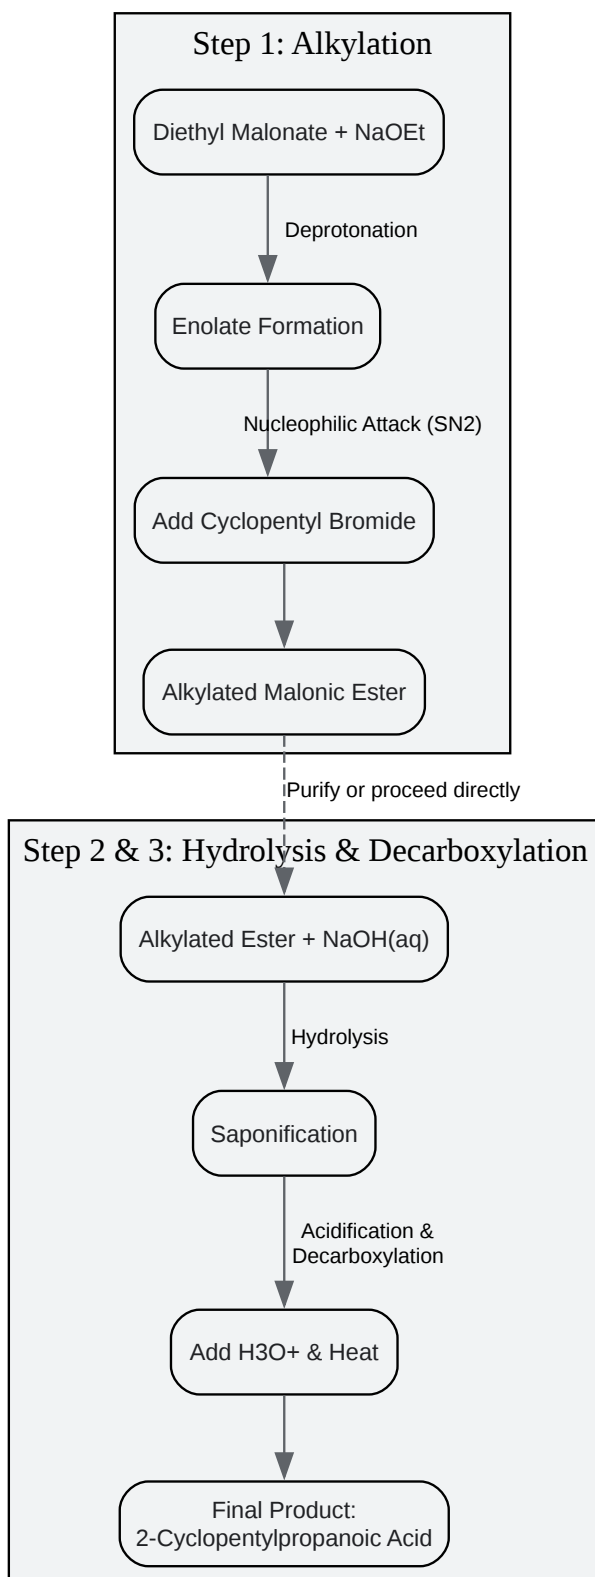 Step 1: Alkylation
Diethyl Malonate + NaOEt
Deprotonation
Enolate Formation
Nucleophilic Attack (SN2)
Add Cyclopentyl Bromide
Alkylated Malonic Ester
Purify or proceed directly
Step 2 & 3: Hydrolysis & Decarboxylation
Alkylated Ester + NaOH(aq)
Hydrolysis
Saponification
Acidification &
Decarboxylation
Add H3O+ & Heat
Final Product:
2-Cyclopentylpropanoic Acid